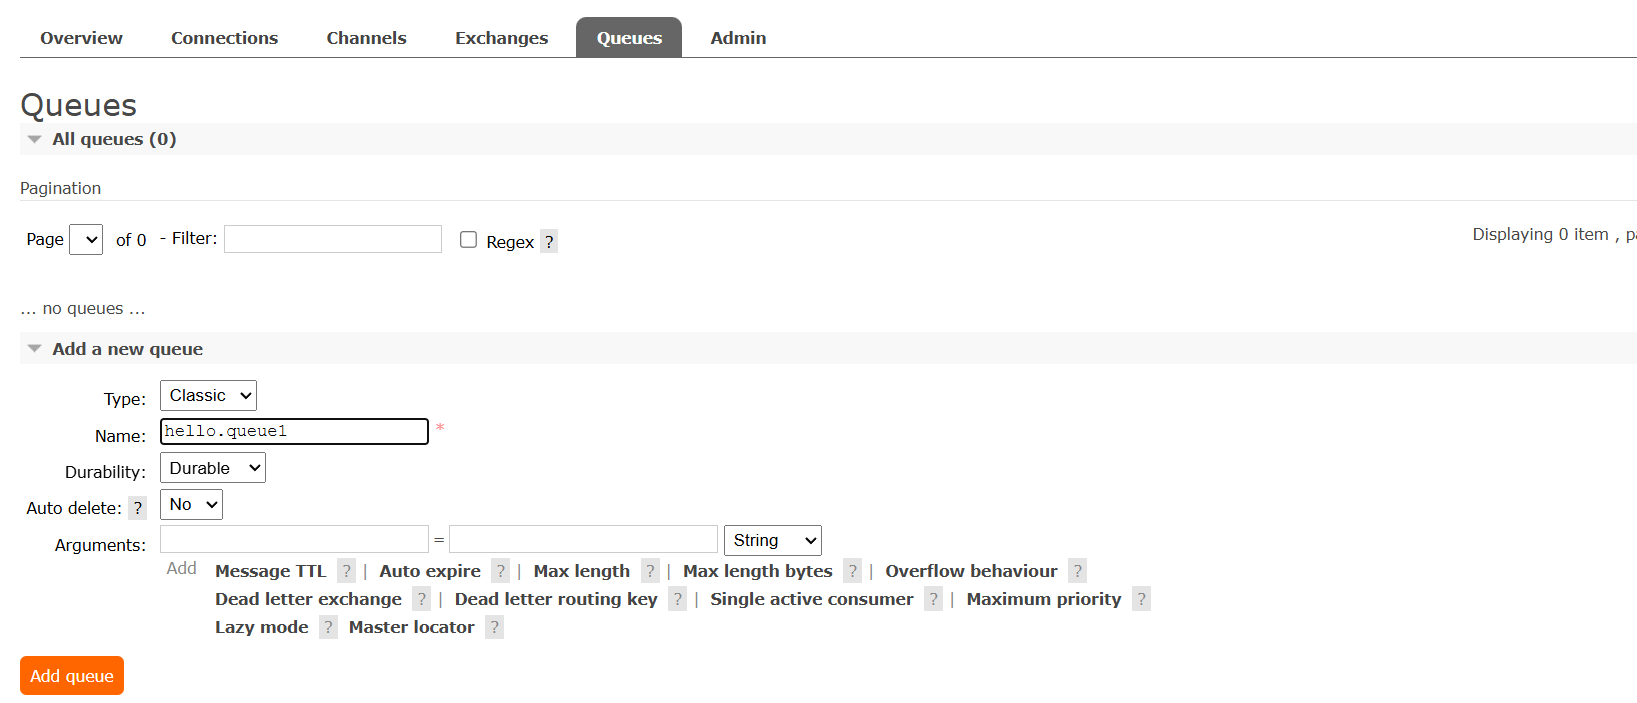 Overview Connections Channels Exchanges Queues Admin
Queues
All queues (0)
Pagination
Page of 0 - Filter: Regex ? Displaying 0 item , pa
... no queues ...
Add a new queue
Type: Classic
Name: hello.queue1 *
Durability: Durable
Auto delete: ? No
Arguments: = String
Add Message TTL ? | Auto expire ? | Max length ? | Max length bytes ? | Overflow behaviour ?
Dead letter exchange ? | Dead letter routing key ? | Single active consumer ? | Maximum priority ?
Lazy mode ? Master locator ?
Add queue